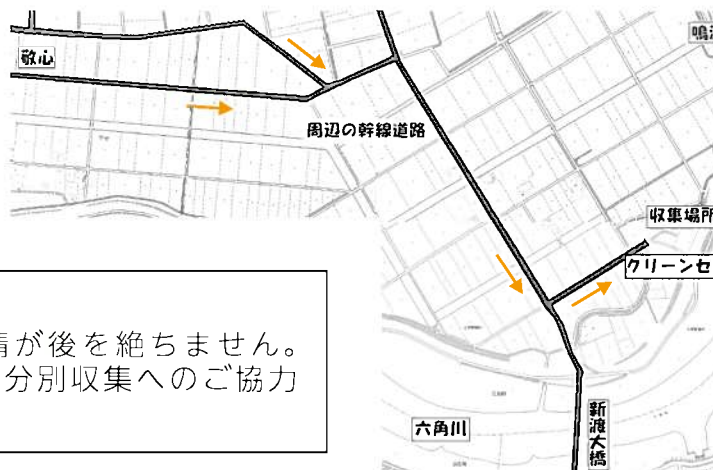 敬心
鳴
周辺の幹線道路
収集場所
クリーンセ
が後を絶ちません。
分別収集へのご協力
六角川
新渡大橋